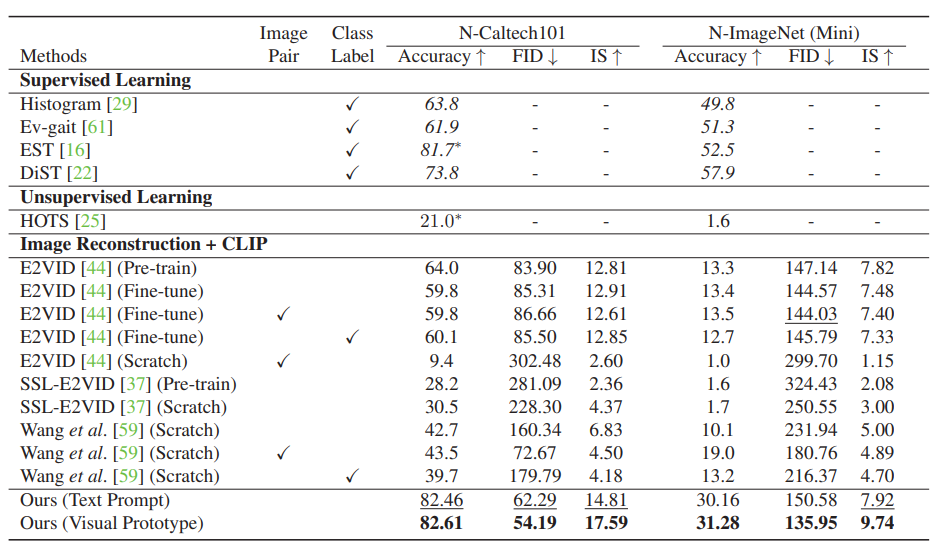 Image Class N-Caltech101 N-ImageNet (Mini)
Methods Pair Label Accuracy ↑ FID ↓ IS ↑ Accuracy ↑ FID ↓ IS ↑
Supervised Learning
Histogram [29] ✓ 63.8 - - 49.8 - -
Ev-gait [61] ✓ 61.9 - - 51.3 - -
EST [16] ✓ 81.7* - - 52.5 - -
DiST [22] ✓ 73.8 - - 57.9 - -
Unsupervised Learning
HOTS [25] 21.0* - - 1.6 - -
Image Reconstruction + CLIP
E2VID [44] (Pre-train) 64.0 83.90 12.81 13.3 147.14 7.82
E2VID [44] (Fine-tune) 59.8 85.31 12.91 13.4 144.57 7.48
E2VID [44] (Fine-tune) ✓ 59.8 86.66 12.61 13.5 144.03 7.40
E2VID [44] (Fine-tune) ✓ 60.1 85.50 12.85 12.7 145.79 7.33
E2VID [44] (Scratch) ✓ 9.4 302.48 2.60 1.0 299.70 1.15
SSL-E2VID [37] (Pre-train) 28.2 281.09 2.36 1.6 324.43 2.08
SSL-E2VID [37] (Scratch) 30.5 228.30 4.37 1.7 250.55 3.00
Wang et al. [59] (Scratch) 42.7 160.34 6.83 10.1 231.94 5.00
Wang et al. [59] (Scratch) ✓ 43.5 72.67 4.50 19.0 180.76 4.89
Wang et al. [59] (Scratch) ✓ 39.7 179.79 4.18 13.2 216.37 4.70
Ours (Text Prompt) 82.46 62.29 14.81 30.16 150.58 7.92
Ours (Visual Prototype) 82.61 54.19 17.59 31.28 135.95 9.74